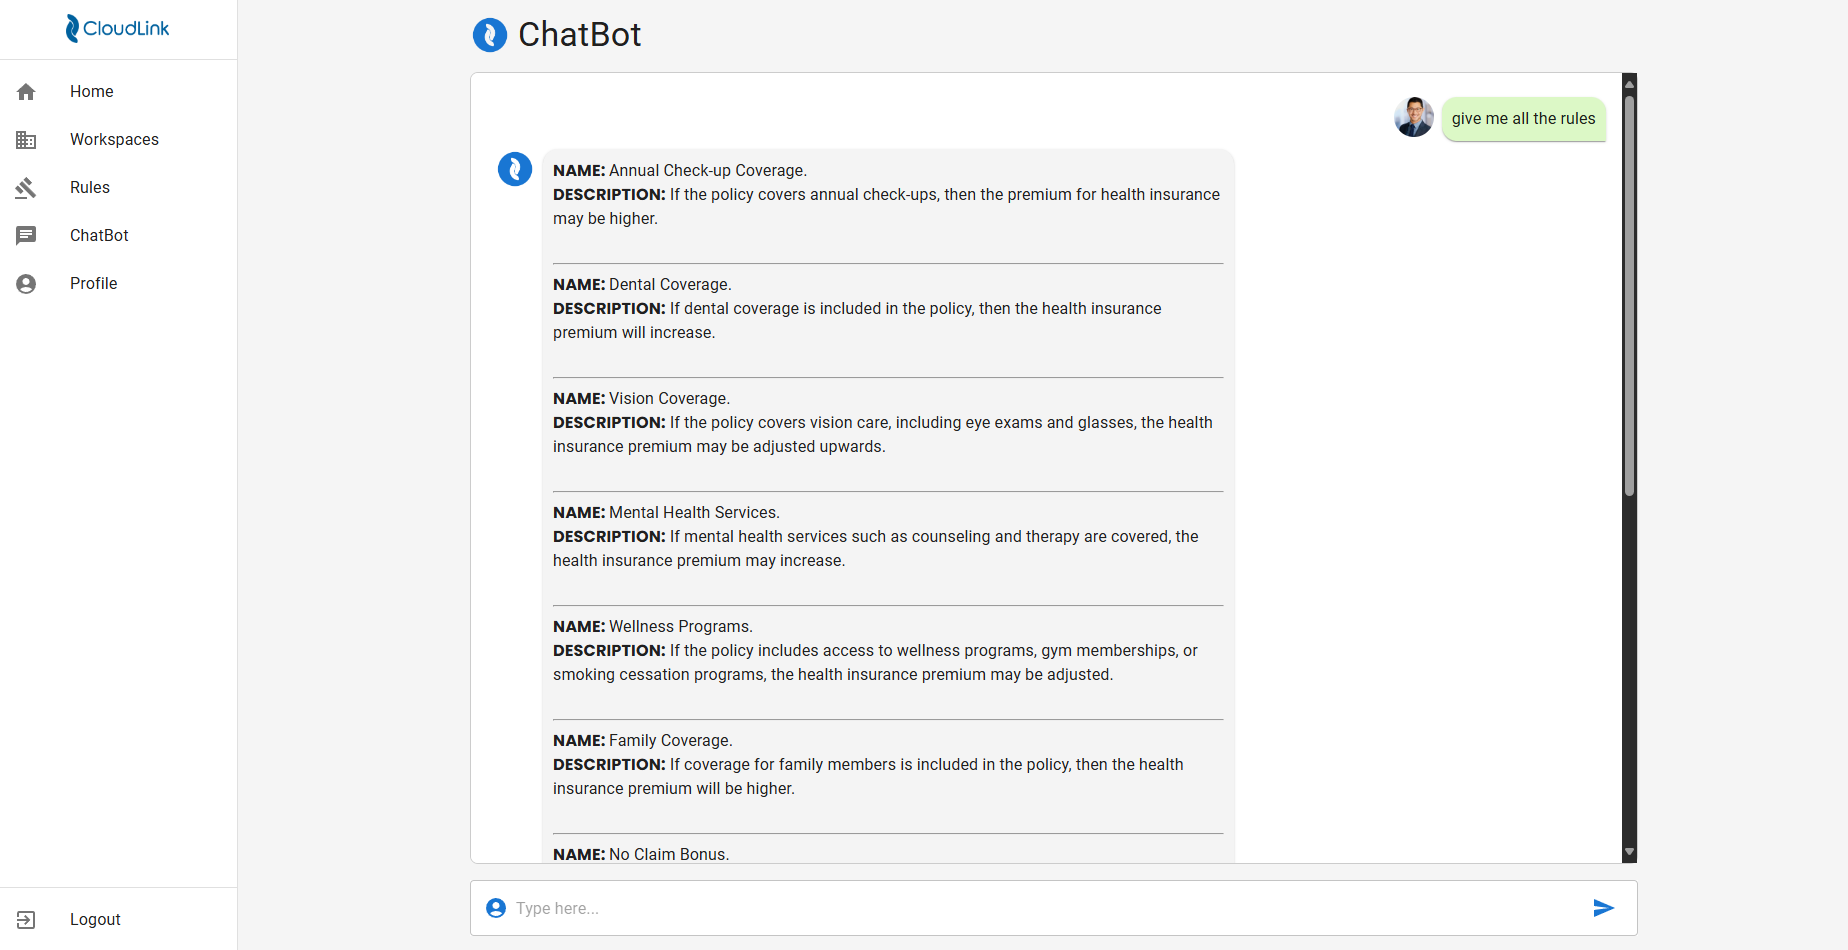 CloudLink
Home
Workspaces
Rules
ChatBot
Profile
Logout
ChatBot
give me all the rules
NAME: Annual Check-up Coverage.
DESCRIPTION: If the policy covers annual check-ups, then the premium for health insurance
may be higher.
NAME: Dental Coverage.
DESCRIPTION: If dental coverage is included in the policy, then the health insurance
premium will increase.
NAME: Vision Coverage.
DESCRIPTION: If the policy covers vision care, including eye exams and glasses, the health
insurance premium may be adjusted upwards.
NAME: Mental Health Services.
DESCRIPTION: If mental health services such as counseling and therapy are covered, the
health insurance premium may increase.
NAME: Wellness Programs.
DESCRIPTION: If the policy includes access to wellness programs, gym memberships, or
smoking cessation programs, the health insurance premium may be adjusted.
NAME: Family Coverage.
DESCRIPTION: If coverage for family members is included in the policy, then the health
insurance premium will be higher.
NAME: No Claim Bonus.
Type here...